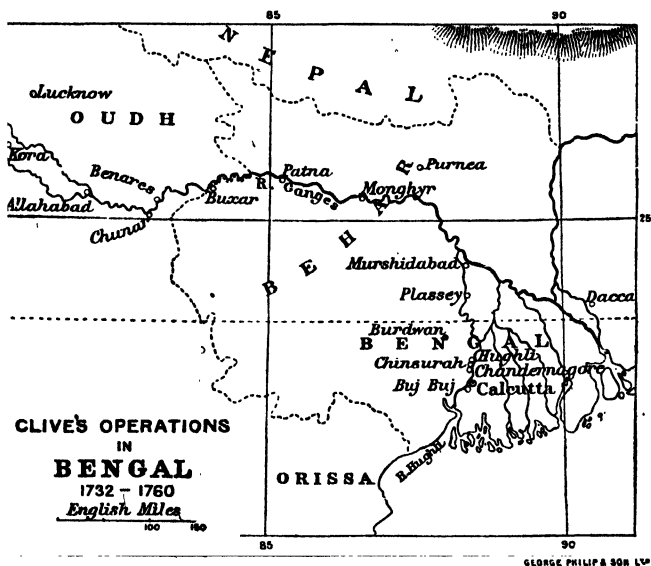 85
90
NEPAL
Lucknow
OUDH
Kora
Benares
Patna
Purnea
R. Ganges
Monghyr
Allahabad
Buxar
Chunar
25
BEHAR
Murshidabad
Plassey
Dacca
Burdwan
BENGAL
Hughli
Chinsurah
Chandernagore
Buj Buj
Calcutta
CLIVE'S OPERATIONS
IN
BENGAL
1732 – 1760
English Miles
100 150
ORISSA
R. Hughli
85
90
GEORGE PHILIP & SON LTD